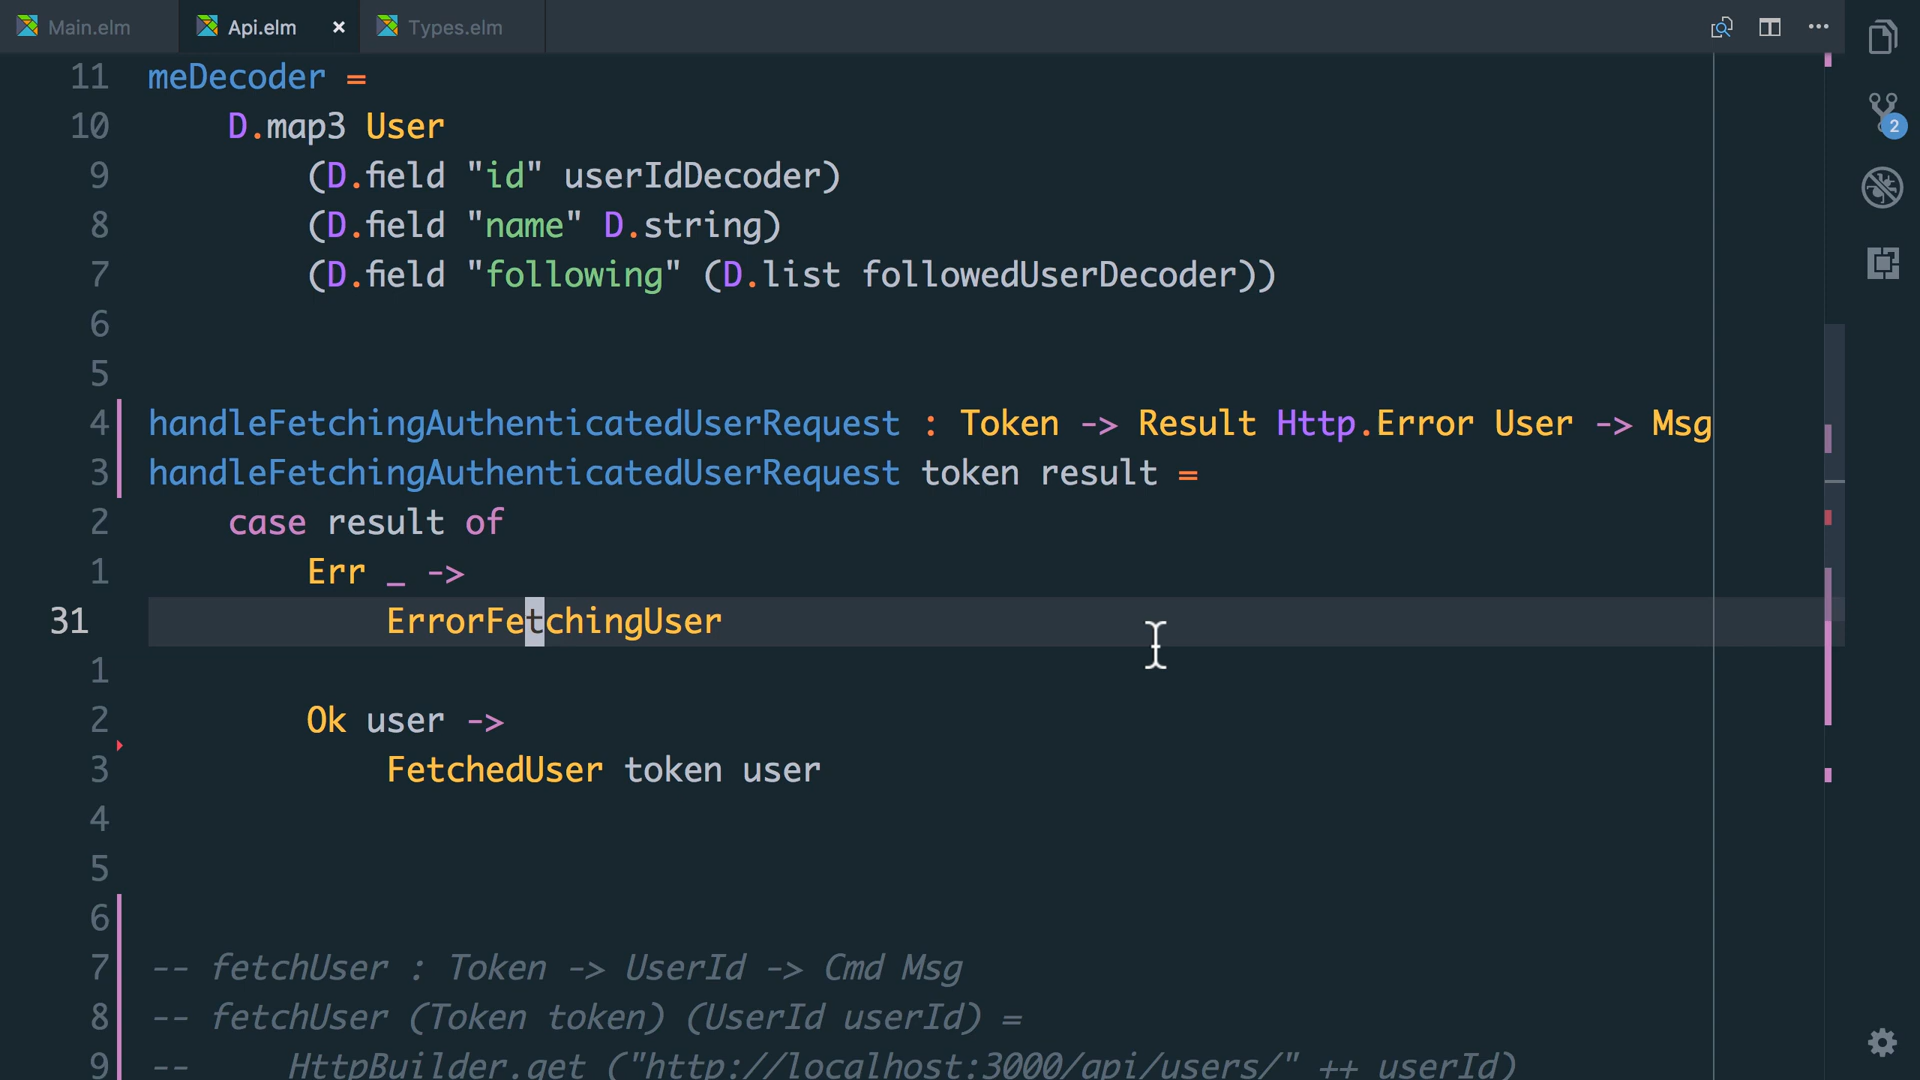 Main.elm Api.elm × Types.elm
11 meDecoder =
10 D.map3 User
9 (D.field "id" userIdDecoder)
8 (D.field "name" D.string)
7 (D.field "following" (D.list followedUserDecoder))
6
5
4 handleFetchingAuthenticatedUserRequest : Token -> Result Http.Error User -> Msg
3 handleFetchingAuthenticatedUserRequest token result =
2 case result of
1 Err _ ->
31 ErrorFetchingUser
1
2 Ok user ->
3 FetchedUser token user
4
5
6
7 -- fetchUser : Token -> UserId -> Cmd Msg
8 -- fetchUser (Token token) (UserId userId) =
9 -- HttpBuilder.get ("http://localhost:3000/api/users/" ++ userId)
2